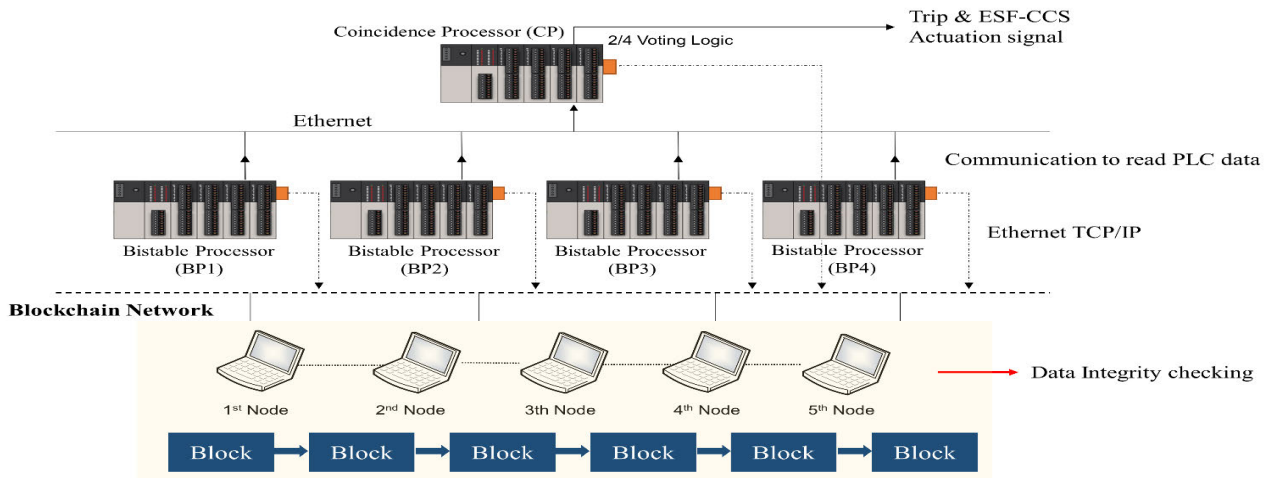 Trip & ESF-CCS
Actuation signal
Coincidence Processor (CP)
2/4 Voting Logic
Ethernet
Communication to read PLC data
Bistable Processor
(BP1)
Bistable Processor
(BP2)
Bistable Processor
(BP3)
Bistable Processor
(BP4)
Ethernet TCP/IP
Blockchain Network
1st Node
2nd Node
3th Node
4th Node
5th Node
Data Integrity checking
Block
Block
Block
Block
Block
Block